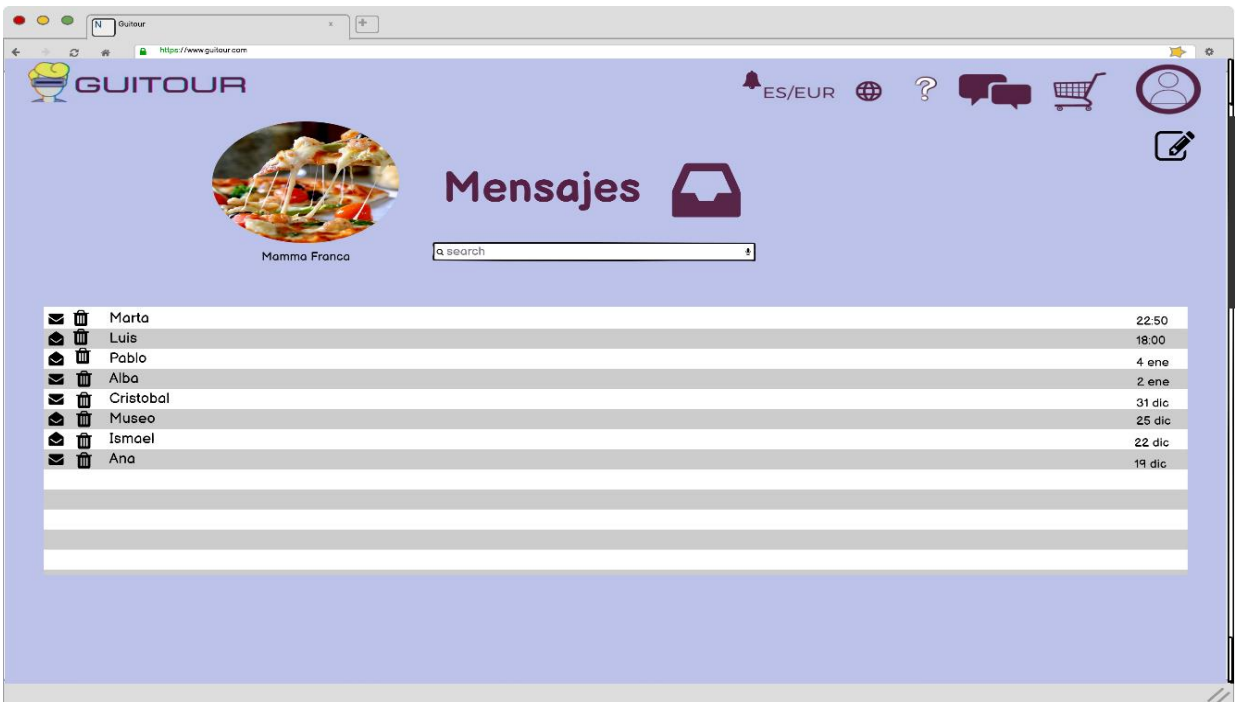 N Guitour x +
https://www.guitour.com
GUITOUR
ES/EUR ?
Mensajes
Mamma Franca
search
Marta 22:50
Luis 18:00
Pablo 4 ene
Alba 2 ene
Cristobal 31 dic
Museo 25 dic
Ismael 22 dic
Ana 19 dic